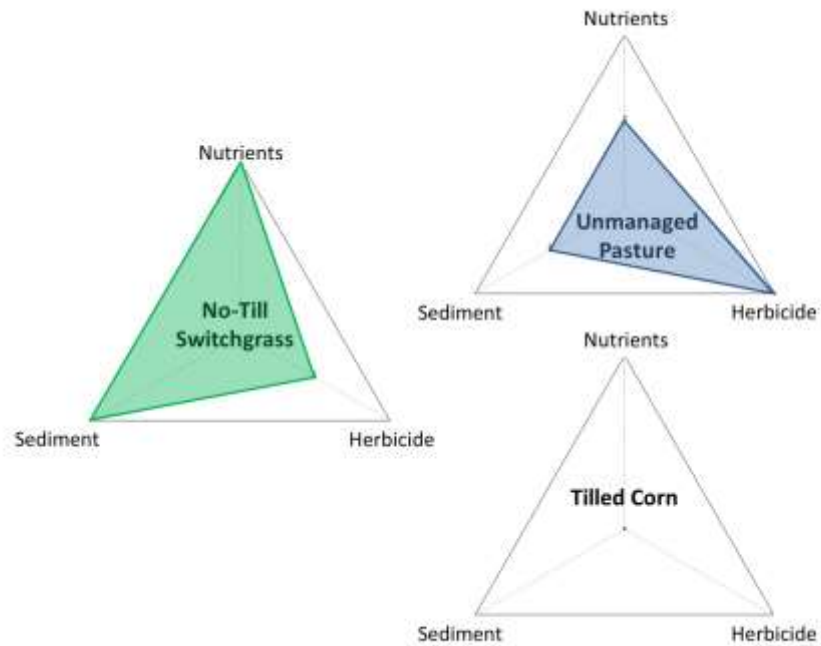 Nutrients
No-Till
Switchgrass
Sediment
Herbicide
Nutrients
Unmanaged
Pasture
Sediment
Herbicide
Nutrients
Tilled Corn
Sediment
Herbicide